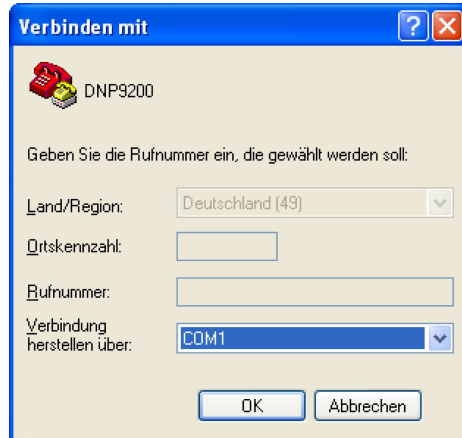 Verbinden mit
DNP9200
Geben Sie die Rufnummer ein, die gewählt werden soll:
Land/Region: Deutschland (49)
Ortskennzahl:
Rufnummer:
Verbindung
herstellen über: COM1
OK Abbrechen